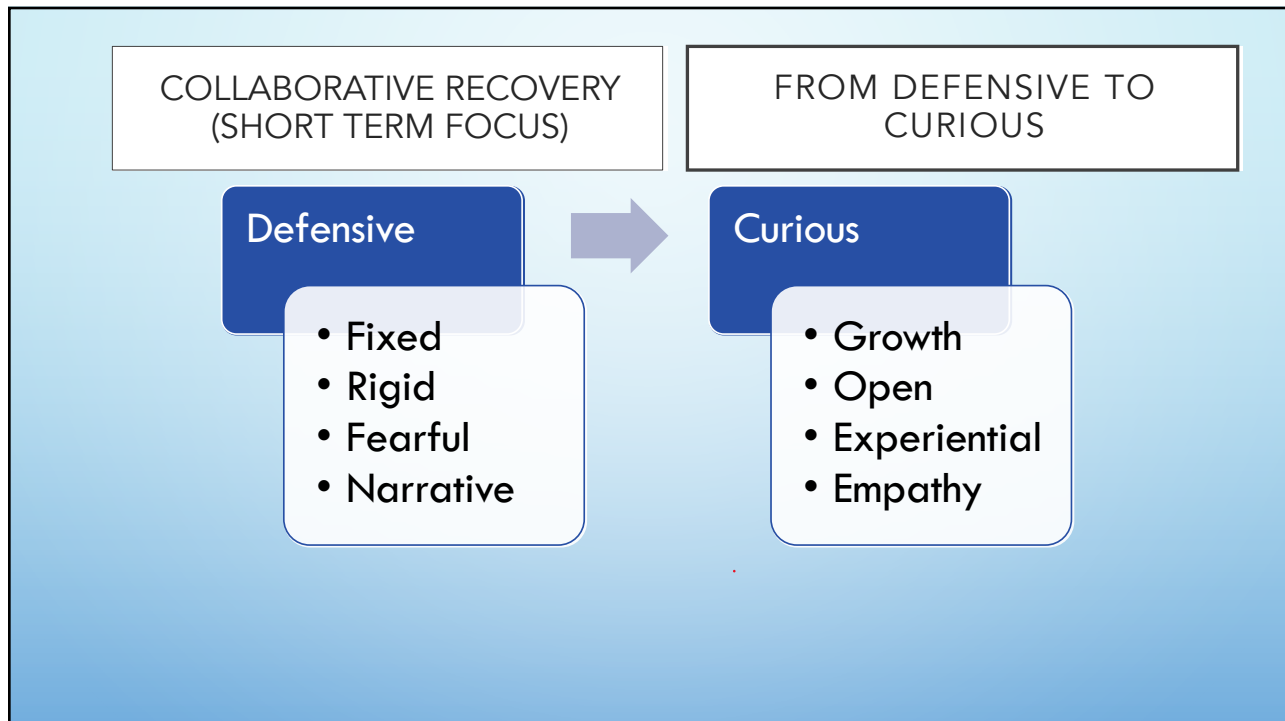 COLLABORATIVE RECOVERY
(SHORT TERM FOCUS)
FROM DEFENSIVE TO
CURIOUS
Defensive
• Fixed
• Rigid
• Fearful
• Narrative
Curious
• Growth
• Open
• Experiential
• Empathy